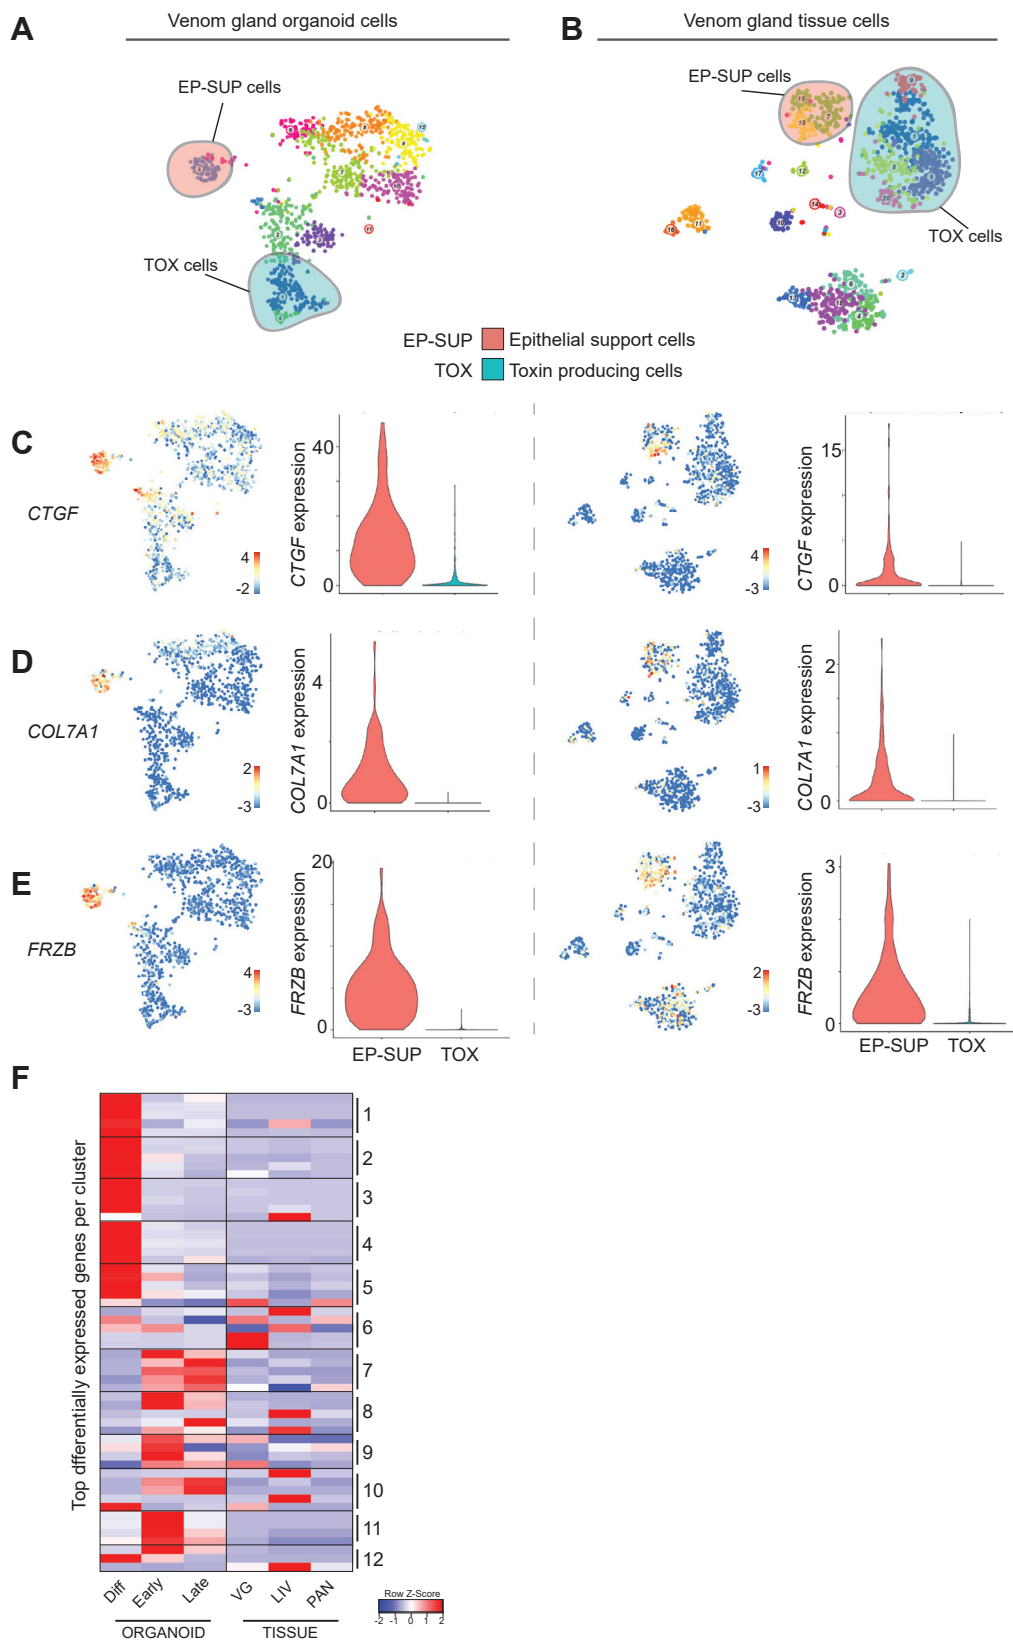 A
Venom gland organoid cells
B
Venom gland tissue cells
EP-SUP cells
TOX cells
EP-SUP cells
TOX cells
EP-SUP Epithelial support cells
TOX Toxin producing cells
C
CTGF
4
-2
CTGF expression
40
0
4
-3
CTGF expression
15
0
D
COL7A1
2
-3
COL7A1 expression
4
0
1
-3
COL7A1 expression
2
0
E
FRZB
4
-3
FRZB expression
20
0
EP-SUP TOX
2
-3
FRZB expression
3
0
EP-SUP TOX
F
Top dfferentially expressed genes per cluster
1
2
3
4
5
6
7
8
9
10
11
12
Diff Early Late VG LIV PAN
ORGANOID TISSUE
Row Z-Score
-2 -1 0 1 2